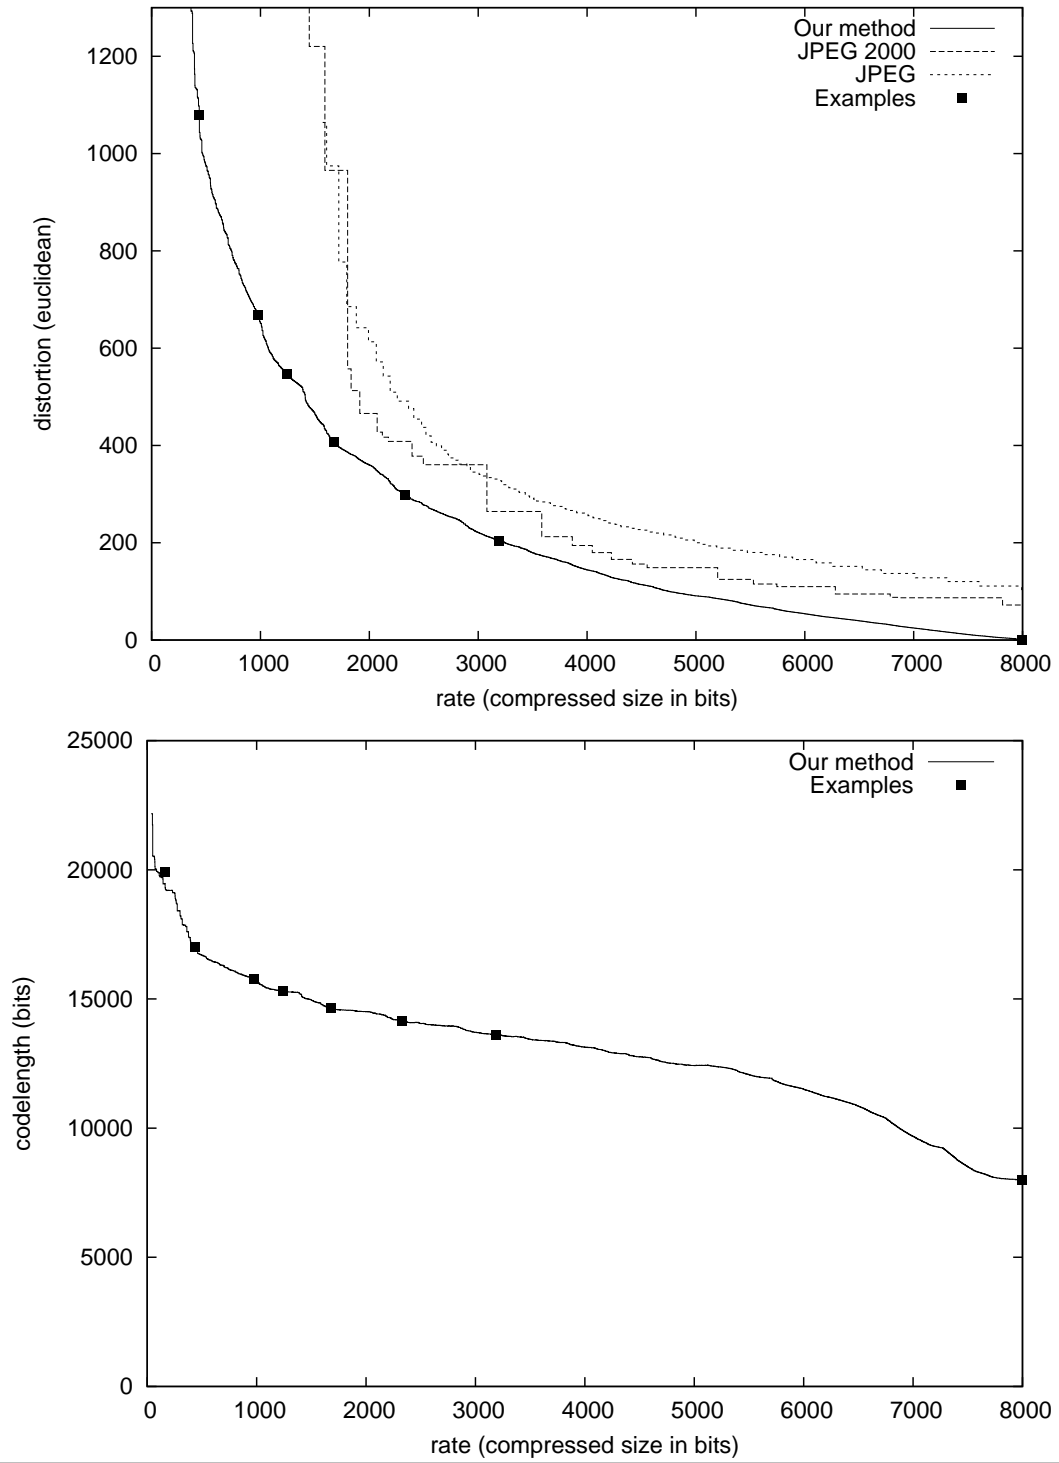 Our method
JPEG 2000
JPEG
Examples
1200
1000
800
600
400
200
0
distortion (euclidean)
0 1000 2000 3000 4000 5000 6000 7000 8000
rate (compressed size in bits)
Our method
Examples
25000
20000
15000
10000
5000
0
codelength (bits)
0 1000 2000 3000 4000 5000 6000 7000 8000
rate (compressed size in bits)